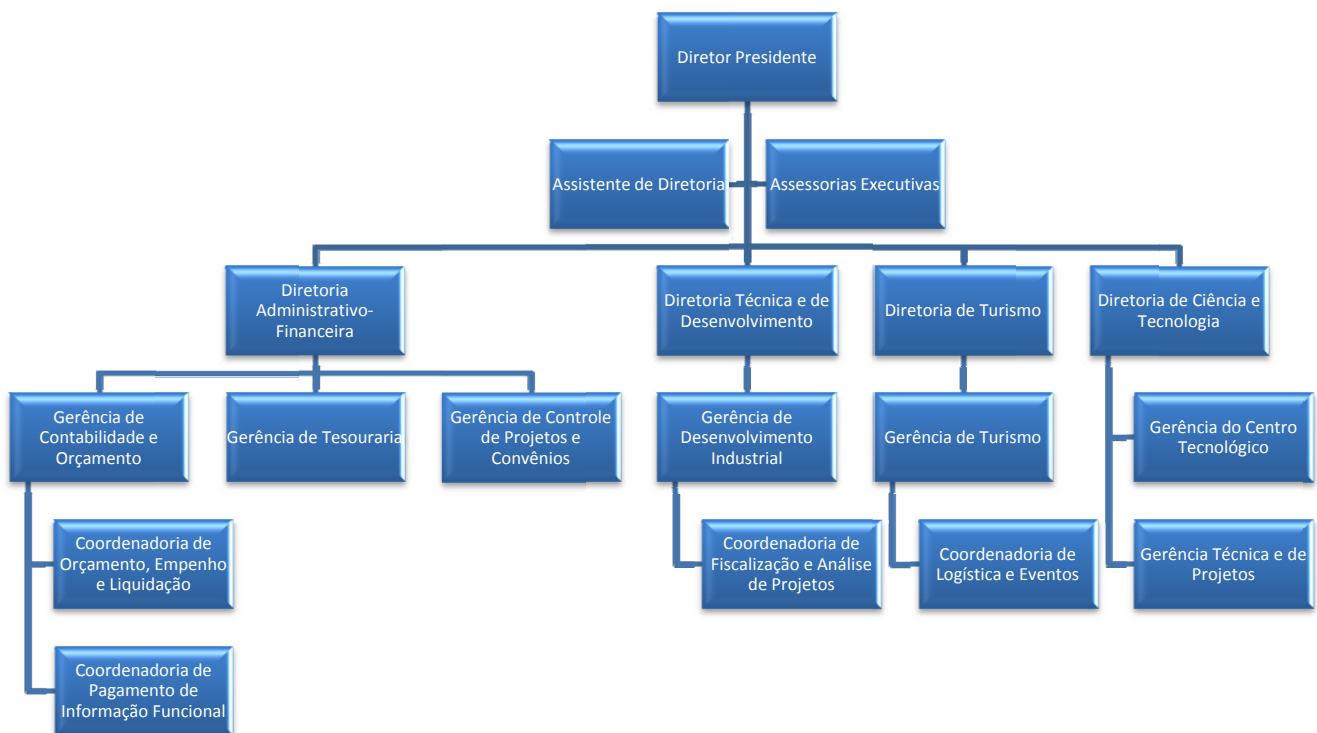 Diretor Presidente
Assistente de Diretoria
Assessorias Executivas
Diretoria
Administrativo-
Financeira
Diretoria Técnica e de
Desenvolvimento
Diretoria de Turismo
Diretoria de Ciência e
Tecnologia
Gerência de
Contabilidade e
Orçamento
Gerência de Tesouraria
Gerência de Controle
de Projetos e
Convênios
Gerência de
Desenvolvimento
Industrial
Gerência de Turismo
Gerência do Centro
Tecnológico
Coordenadoria de
Orçamento, Empenho
e Liquidação
Coordenadoria de
Fiscalização e Análise
de Projetos
Coordenadoria de
Logística e Eventos
Gerência Técnica e de
Projetos
Coordenadoria de
Pagamento de
Informação Funcional